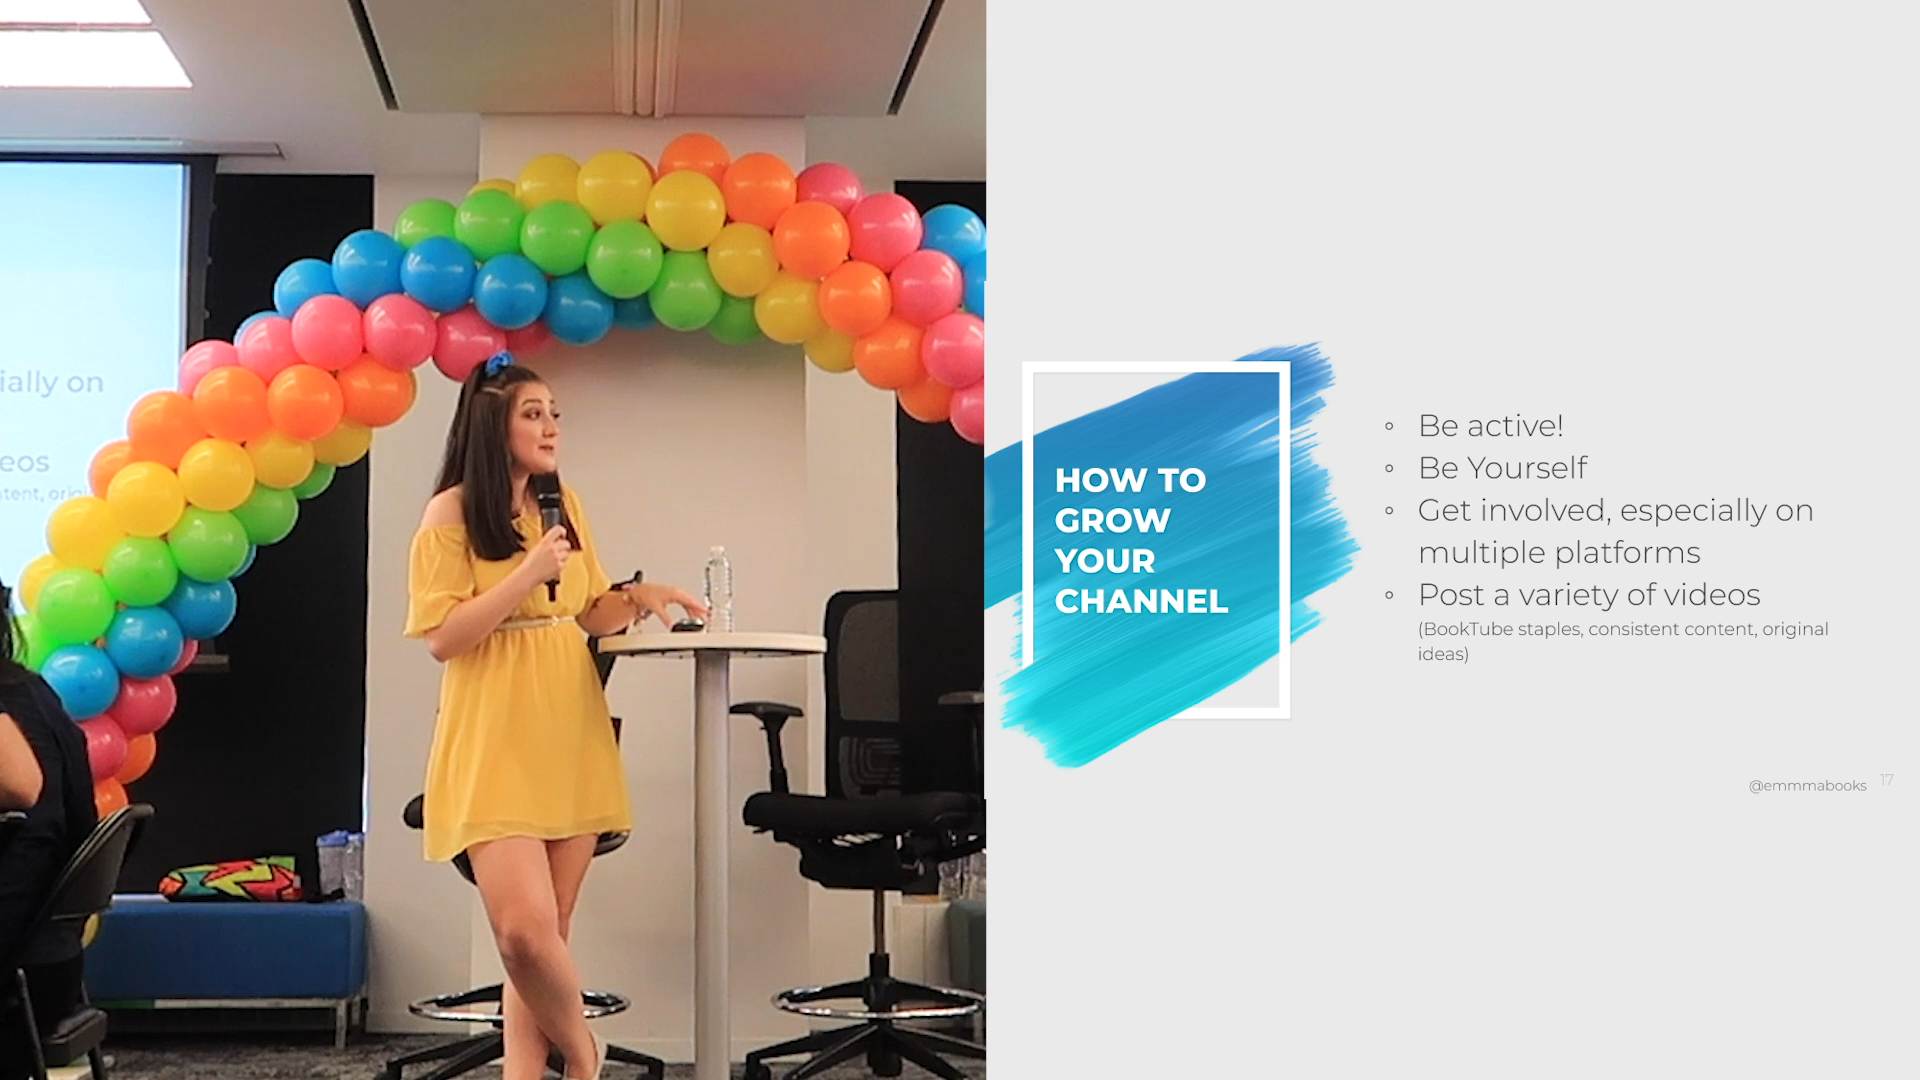 ially on
eos
tent, origi
HOW TO
GROW
YOUR
CHANNEL
Be active!
Be Yourself
Get involved, especially on
multiple platforms
Post a variety of videos
(BookTube staples, consistent content, original
ideas)
@emmmabooks
17